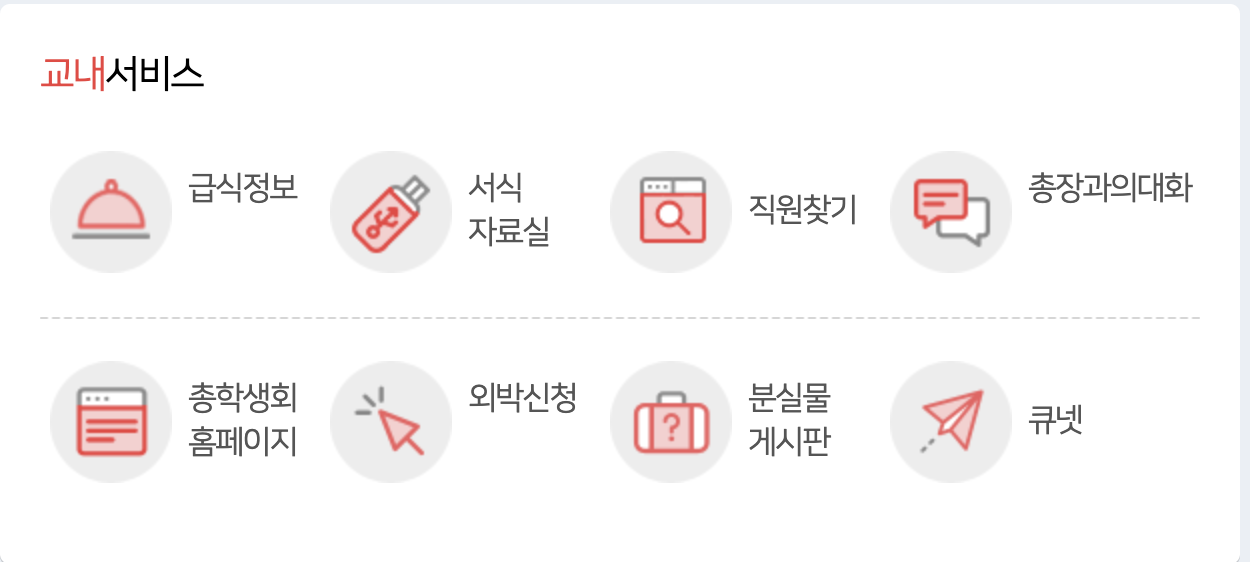 교내서비스
급식정보
서식
자료실
직원찾기
총장과의대화
총학생회
홈페이지
외박신청
?
분실물
게시판
큐넷